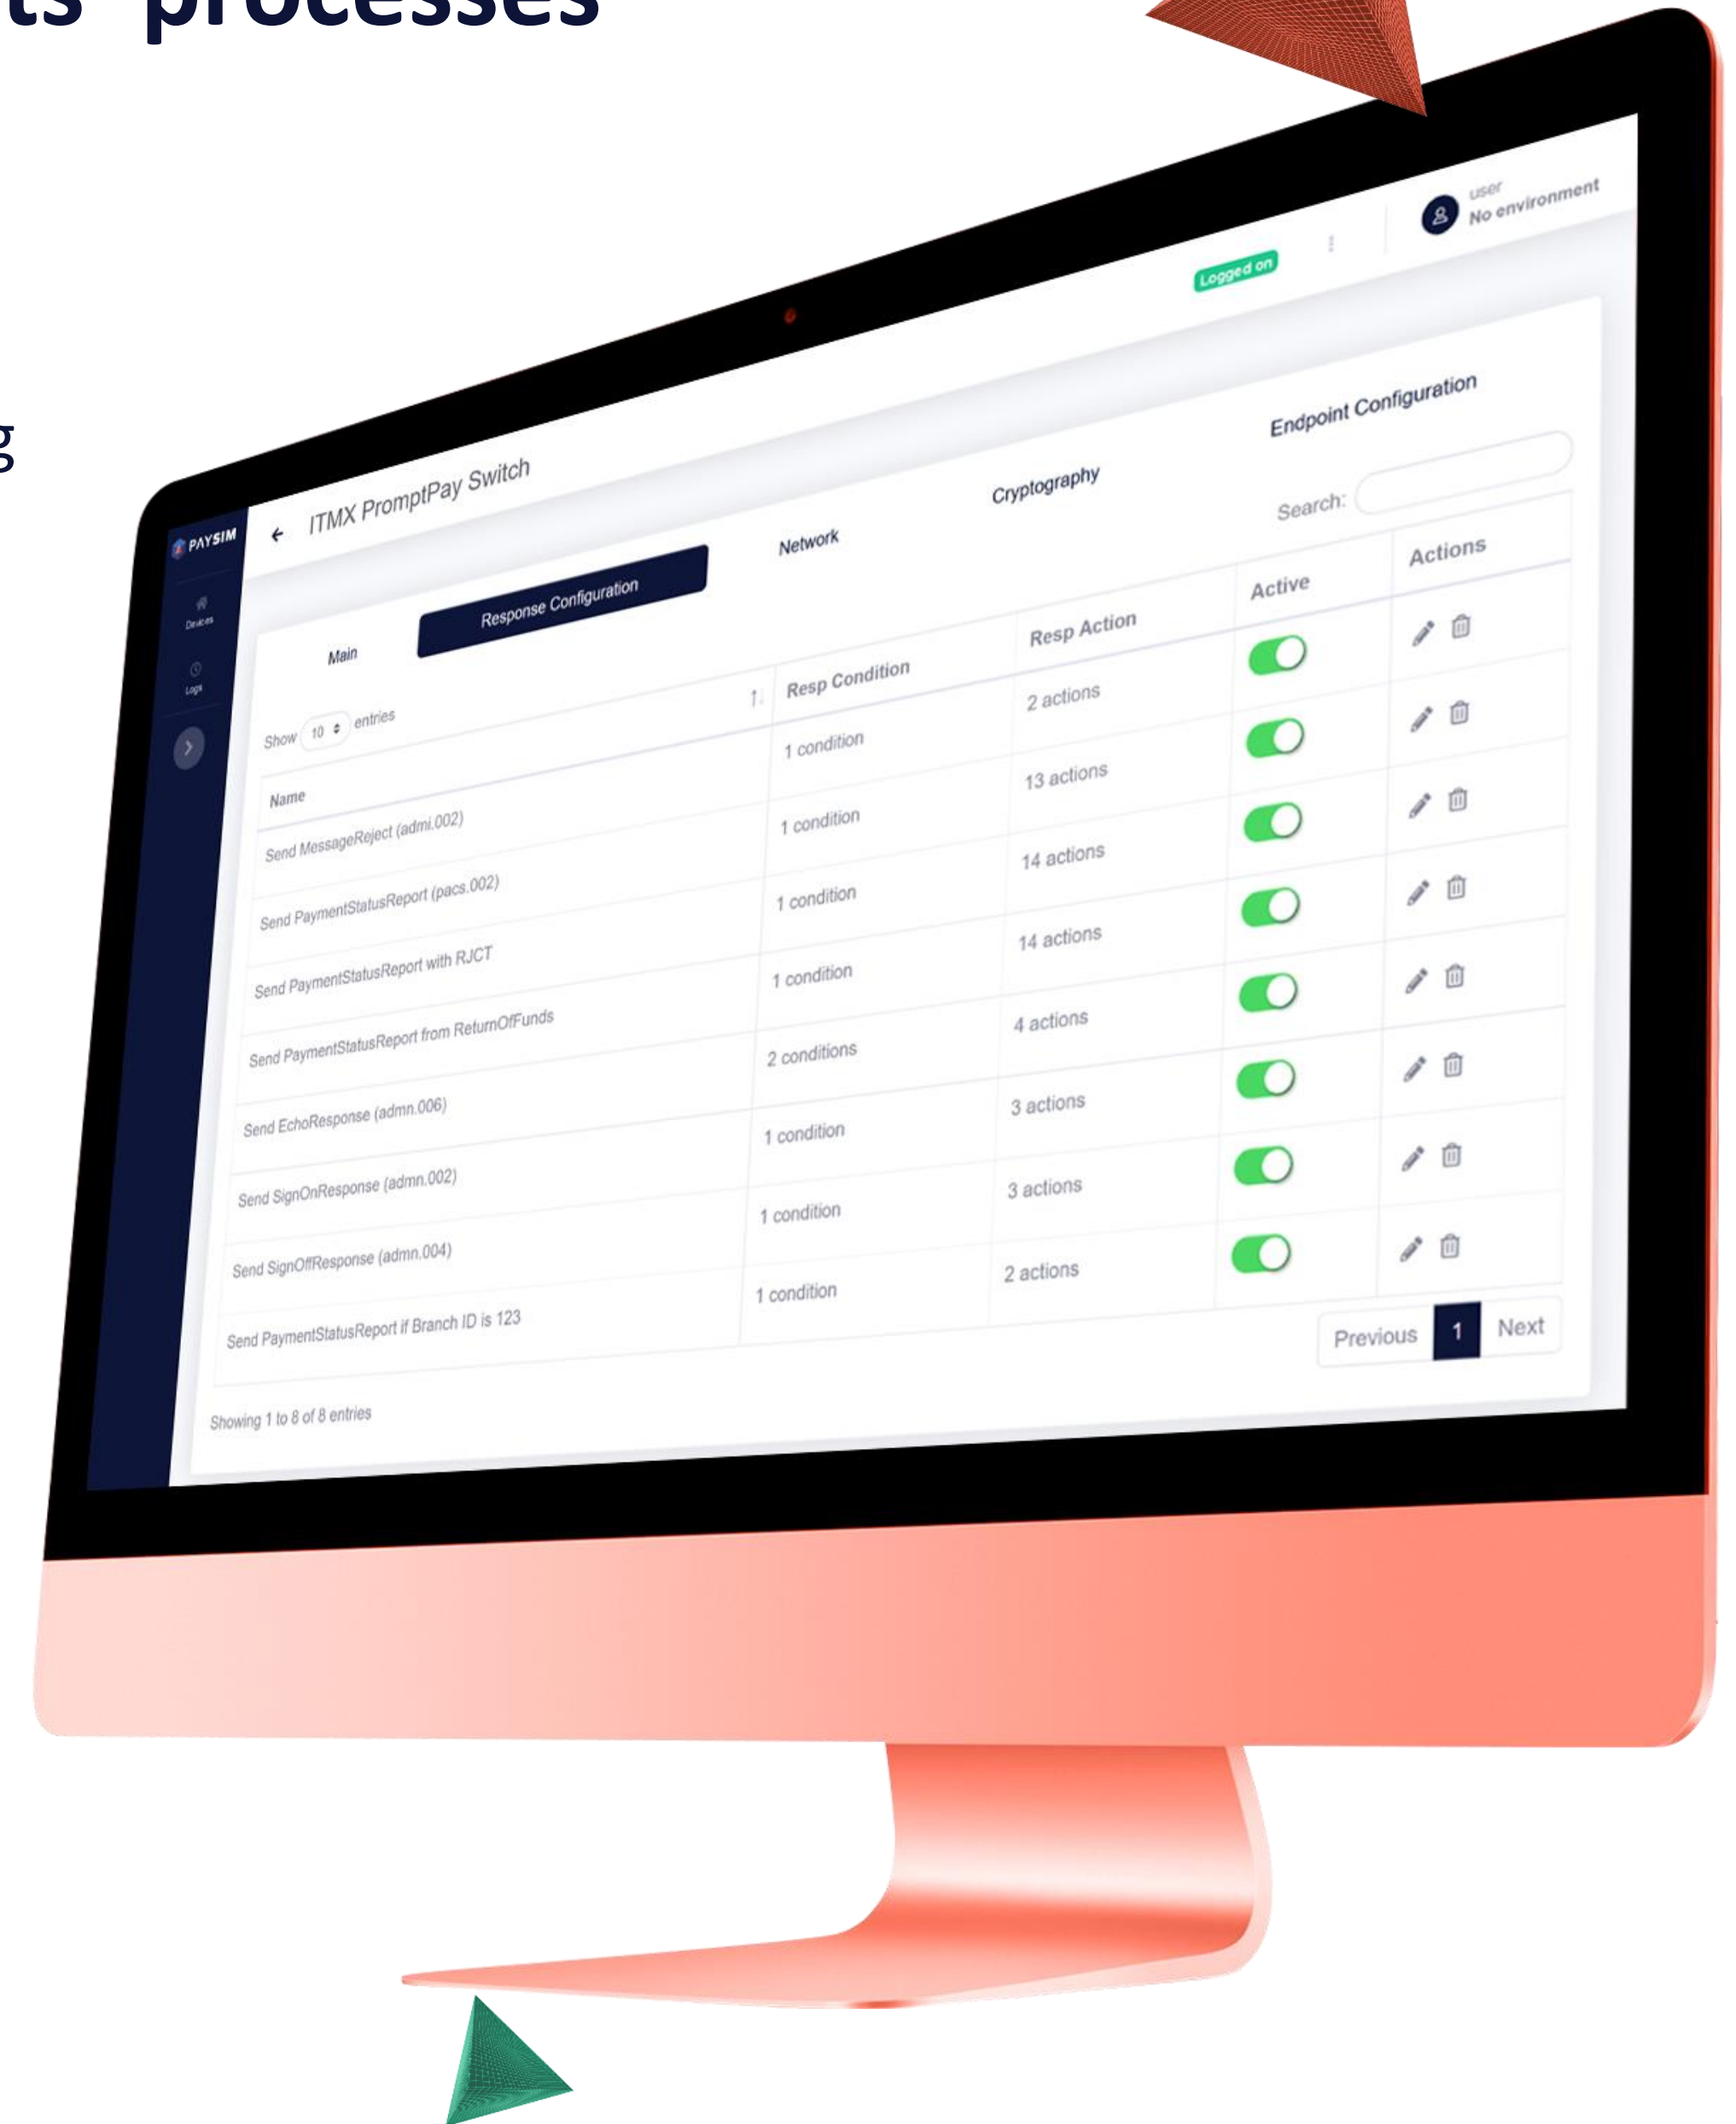 ts' processes
g
user
No environment
Logged on
PAYSIM
← ITMX PromptPay Switch
Devices
Logs
Main Response Configuration Network Cryptography Endpoint Configuration
Show 10 entries Search:
Name Resp Condition Resp Action Active Actions
Send MessageReject (admi.002) 1 condition 2 actions
Send PaymentStatusReport (pacs.002) 1 condition 13 actions
Send PaymentStatusReport with RJCT 1 condition 14 actions
Send PaymentStatusReport from ReturnOfFunds 1 condition 14 actions
Send EchoResponse (admn.006) 2 conditions 4 actions
Send SignOnResponse (admn.002) 1 condition 3 actions
Send SignOffResponse (admn.004) 1 condition 3 actions
Send PaymentStatusReport if Branch ID is 123 1 condition 2 actions
Showing 1 to 8 of 8 entries Previous 1 Next